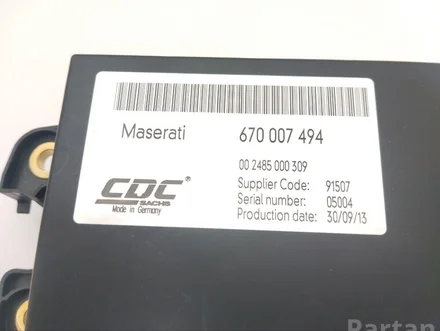 Maserati 670 007 494
00 2485 000 309
Supplier Code: 91507
Serial number: 05004
Production date: 30/09/13
CDC
SACHS
Made in Germany
Partan